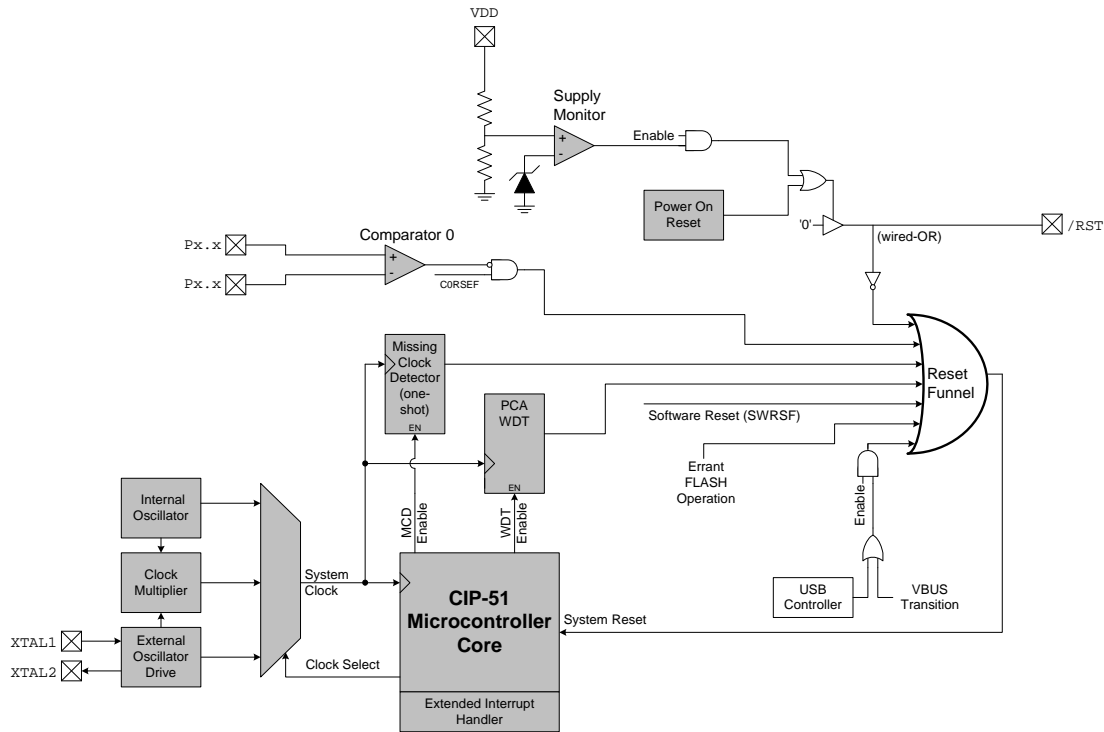 VDD
Supply
Monitor
+
-
Enable
Power On
Reset
'0'
(wired-OR)
/RST
Px.x
Px.x
Comparator 0
+
-
C0RSEF
Missing
Clock
Detector
(one-
shot)
EN
PCA
WDT
EN
Reset
Funnel
Software Reset (SWRSF)
Errant
FLASH
Operation
Enable
USB
Controller
VBUS
Transition
Internal
Oscillator
Clock
Multiplier
External
Oscillator
Drive
XTAL1
XTAL2
System
Clock
MCD
Enable
WDT
Enable
CIP-51
Microcontroller
Core
System Reset
Clock Select
Extended Interrupt
Handler